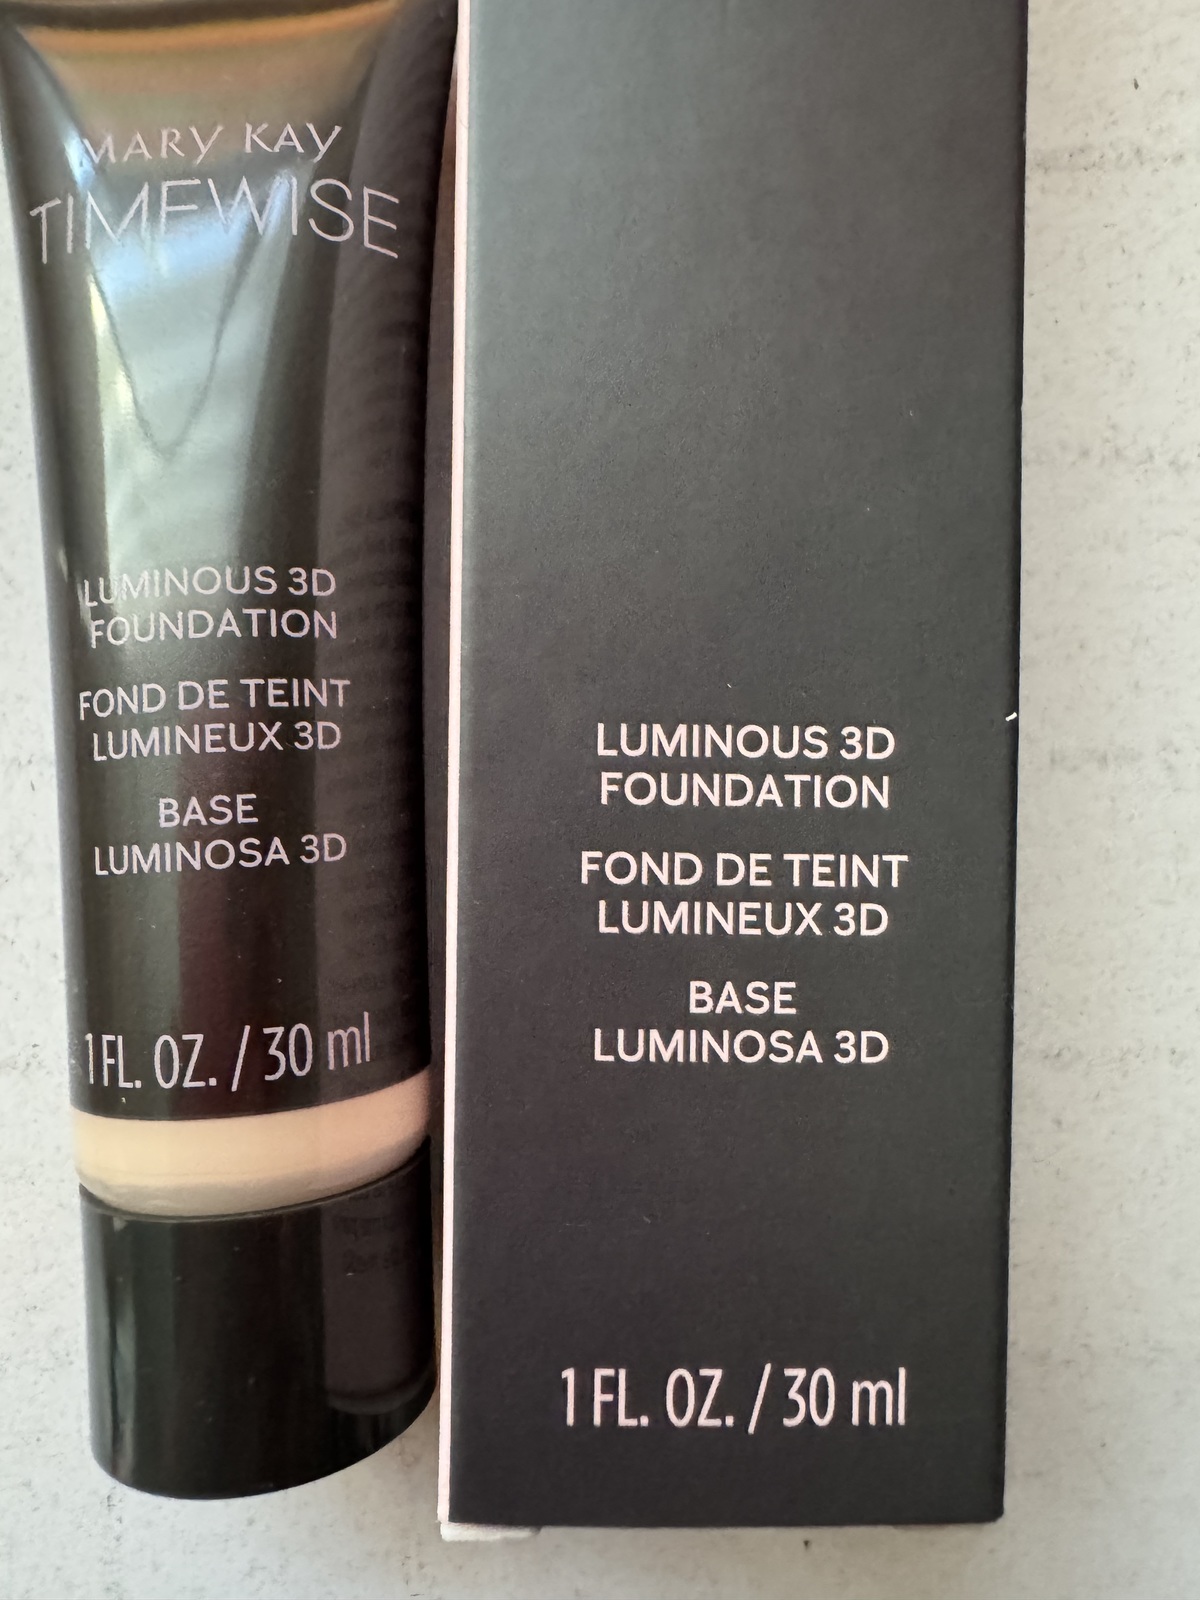 MARY KAY
TIMEWISE
LUMINOUS 3D
FOUNDATION
FOND DE TEINT
LUMINEUX 3D
BASE
LUMINOSA 3D
1 FL. OZ. / 30 ml
LUMINOUS 3D
FOUNDATION
FOND DE TEINT
LUMINEUX 3D
BASE
LUMINOSA 3D
1 FL. OZ. / 30 ml